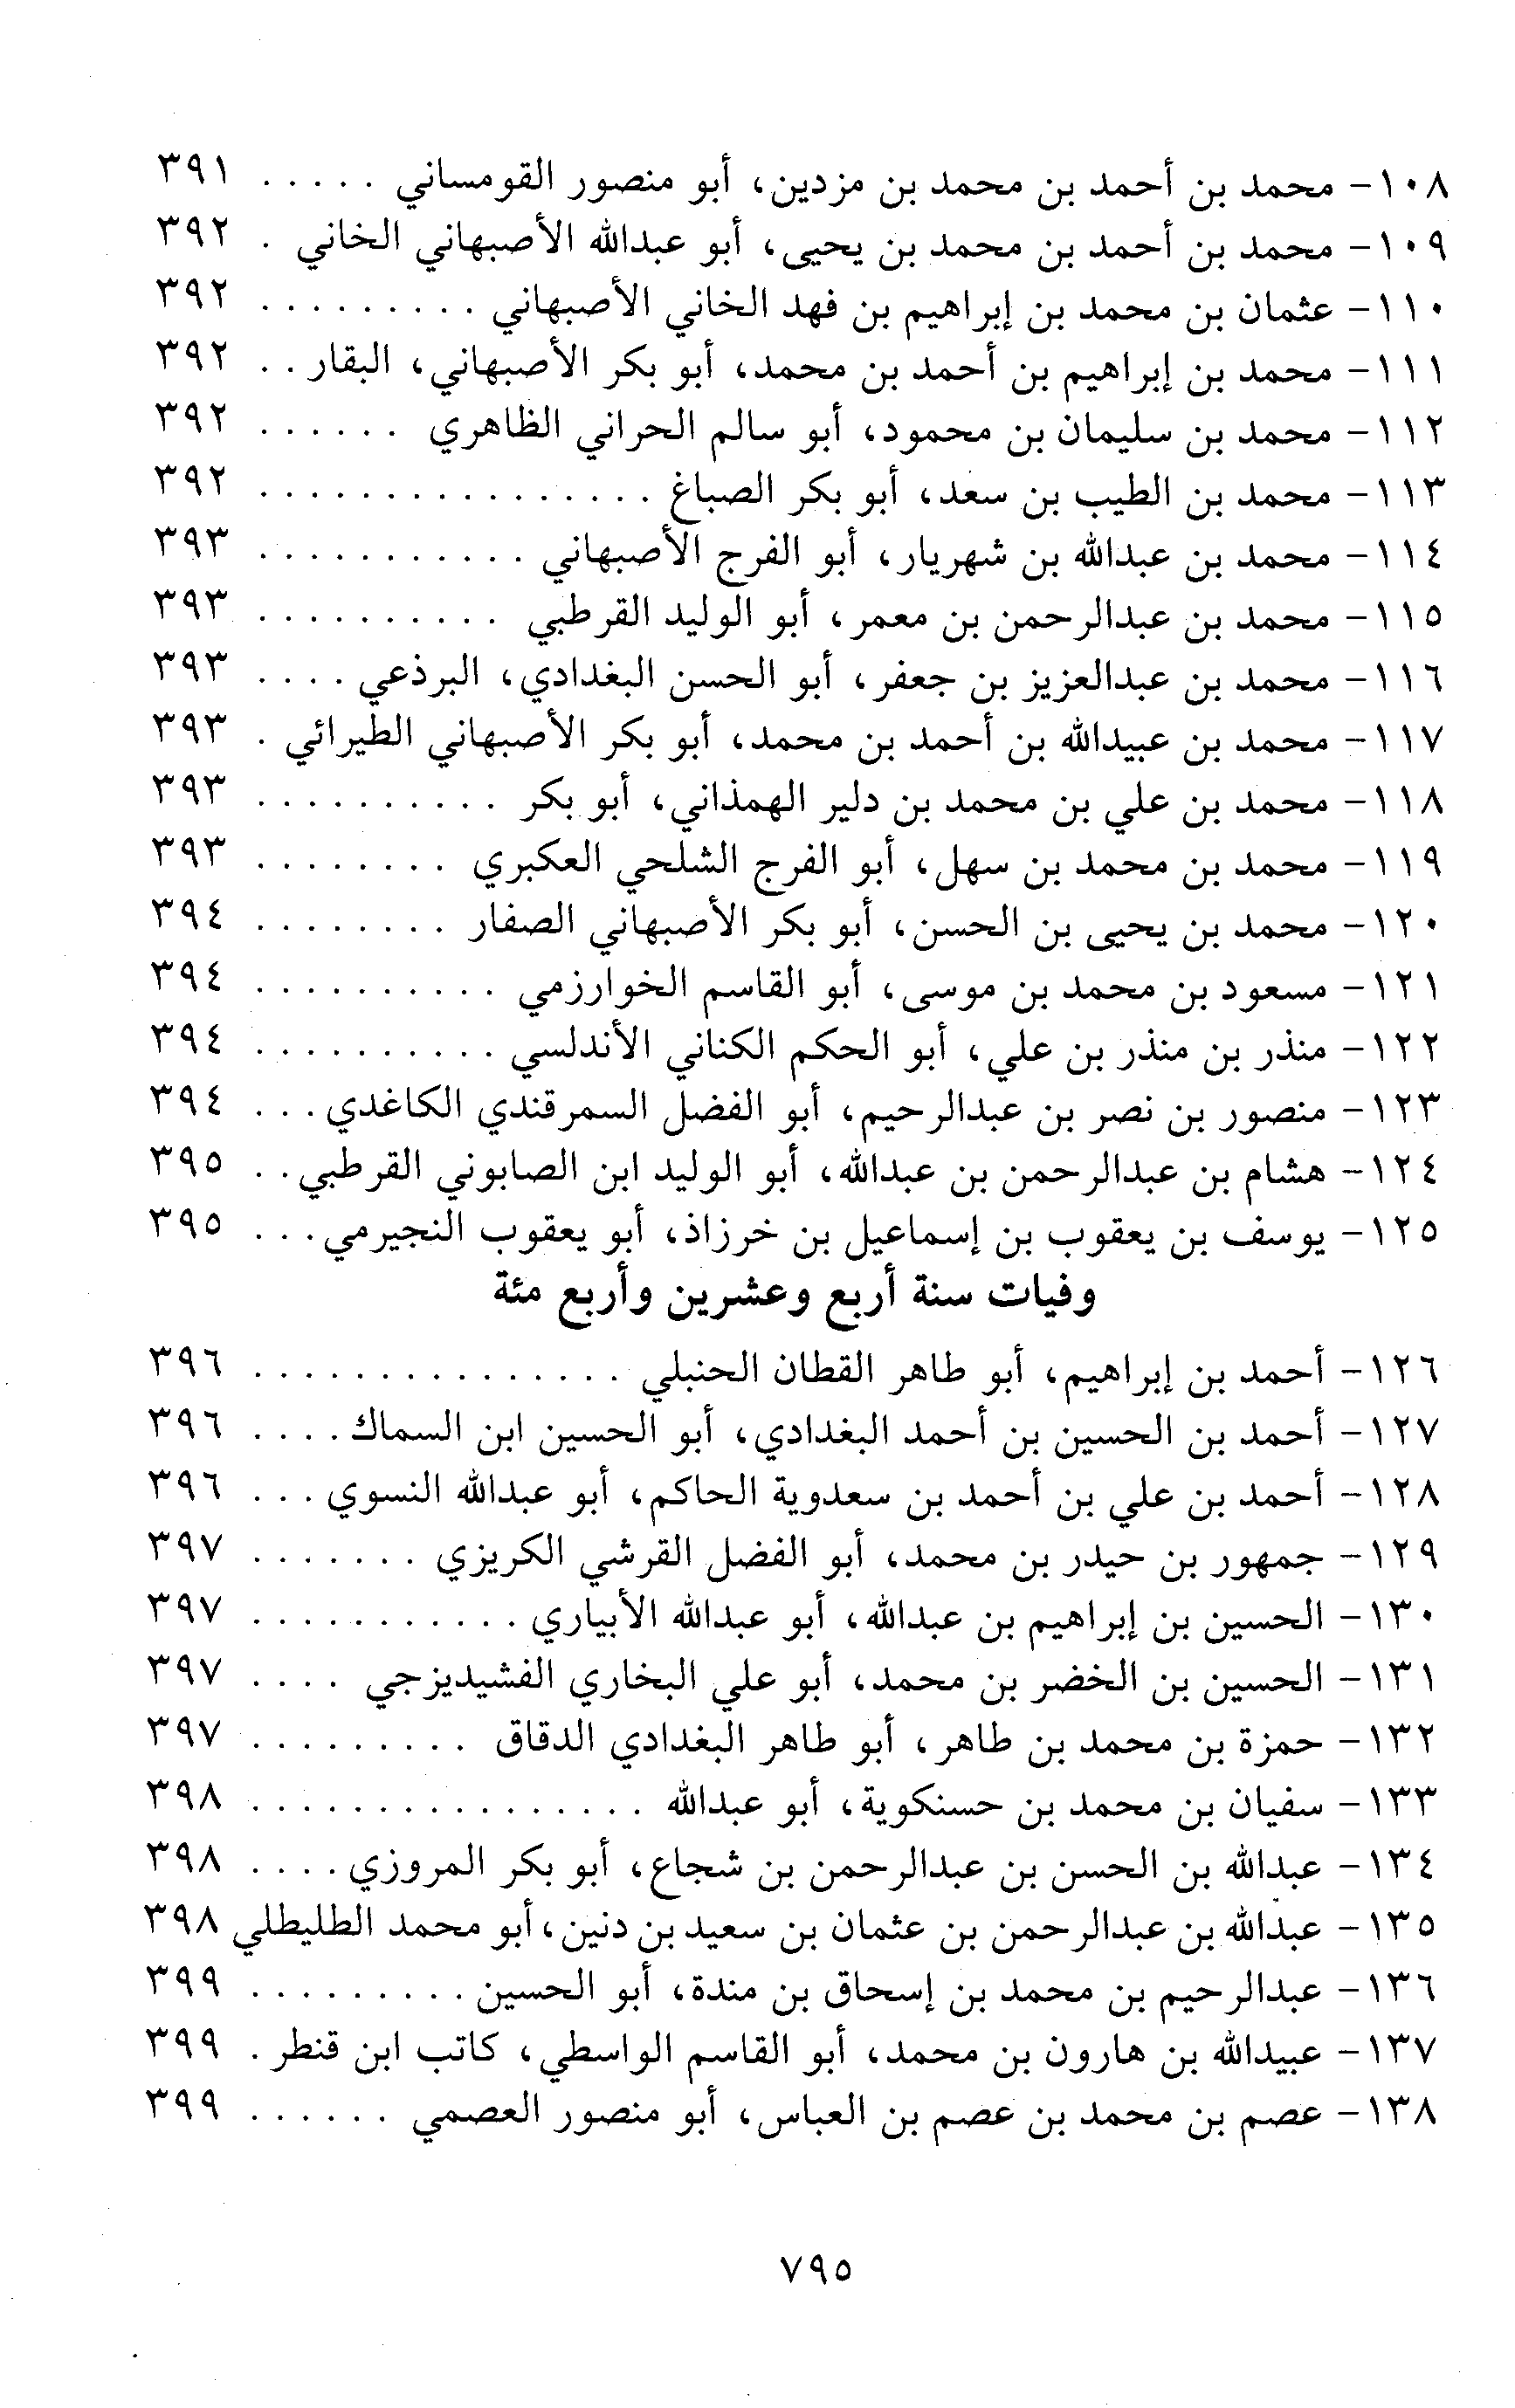 ١٠٨- محمد بن أحمد بن محمد بن مزدين، أبو منصور القومساني . . . . . ٣٩١
١٠٩- محمد بن أحمد بن محمد بن يحيى، أبو عبدالله الأصبهاني الخاني . ٣٩٢
١١٠- عثمان بن محمد بن إبراهيم بن فهد الخاني الأصبهاني . . . . . . . . . ٣٩٢
١١١- محمد بن إبراهيم بن أحمد بن محمد، أبو بكر الأصبهاني، البقار . . ٣٩٢
١١٢- محمد بن سليمان بن محمود، أبو سالم الحراني الظاهري . . . . . . ٣٩٢
١١٣- محمد بن الطيب بن سعد، أبو بكر الصباغ . . . . . . . . . . . . . . . . ٣٩٢
١١٤- محمد بن عبدالله بن شهريار، أبو الفرج الأصبهاني . . . . . . . . . . . ٣٩٣
١١٥- محمد بن عبدالرحمن بن معمر، أبو الوليد القرطبي . . . . . . . . . . ٣٩٣
١١٦- محمد بن عبدالعزيز بن جعفر، أبو الحسن البغدادي، البرذعي . . . . ٣٩٣
١١٧- محمد بن عبيدالله بن أحمد بن محمد، أبو بكر الأصبهاني الطيرائي . ٣٩٣
١١٨- محمد بن علي بن محمد بن دلير الهمذاني، أبو بكر . . . . . . . . . . ٣٩٣
١١٩- محمد بن محمد بن سهل، أبو الفرج الشلحي العكبري . . . . . . . . ٣٩٣
١٢٠- محمد بن يحيى بن الحسن، أبو بكر الأصبهاني الصفار . . . . . . . . ٣٩٤
١٢١- مسعود بن محمد بن موسى، أبو القاسم الخوارزمي . . . . . . . . . . ٣٩٤
١٢٢- منذر بن منذر بن علي، أبو الحكم الكناني الأندلسي . . . . . . . . . . ٣٩٤
١٢٣- منصور بن نصر بن عبدالرحيم، أبو الفضل السمرقندي الكاغدي . . . ٣٩٤
١٢٤- هشام بن عبدالرحمن بن عبدالله، أبو الوليد ابن الصابوني القرطبي . . ٣٩٥
١٢٥- يوسف بن يعقوب بن إسماعيل بن خرزاذ، أبو يعقوب النجيرمي . . . ٣٩٥
وفيات سنة أربع وعشرين وأربع مئة
١٢٦- أحمد بن إبراهيم، أبو طاهر القطان الحنبلي . . . . . . . . . . . . . . . ٣٩٦
١٢٧- أحمد بن الحسين بن أحمد البغدادي، أبو الحسين ابن السماك . . . . ٣٩٦
١٢٨- أحمد بن علي بن أحمد بن سعدوية الحاكم، أبو عبدالله النسوي . . . ٣٩٦
١٢٩- جمهور بن حيدر بن محمد، أبو الفضل القرشي الكريزي . . . . . . . ٣٩٧
١٣٠- الحسين بن إبراهيم بن عبدالله، أبو عبدالله الأبياري . . . . . . . . . . . ٣٩٧
١٣١- الحسين بن الخضر بن محمد، أبو علي البخاري الفشيديزجي . . . . ٣٩٧
١٣٢- حمزة بن محمد بن طاهر، أبو طاهر البغدادي الدقاق . . . . . . . . . ٣٩٧
١٣٣- سفيان بن محمد بن حسنكوية، أبو عبدالله . . . . . . . . . . . . . . . . ٣٩٨
١٣٤- عبدالله بن الحسن بن عبدالرحمن بن شجاع، أبو بكر المروزي . . . . ٣٩٨
١٣٥- عبدالله بن عبدالرحمن بن عثمان بن سعيد بن دنين، أبو محمد الطليطلي ٣٩٨
١٣٦- عبدالرحيم بن محمد بن إسحاق بن مندة، أبو الحسين . . . . . . . . . ٣٩٩
١٣٧- عبيدالله بن هارون بن محمد، أبو القاسم الواسطي، كاتب ابن قنطر . ٣٩٩
١٣٨- عصم بن محمد بن عصم بن العباس، أبو منصور العصمي . . . . . . ٣٩٩
٧٩٥